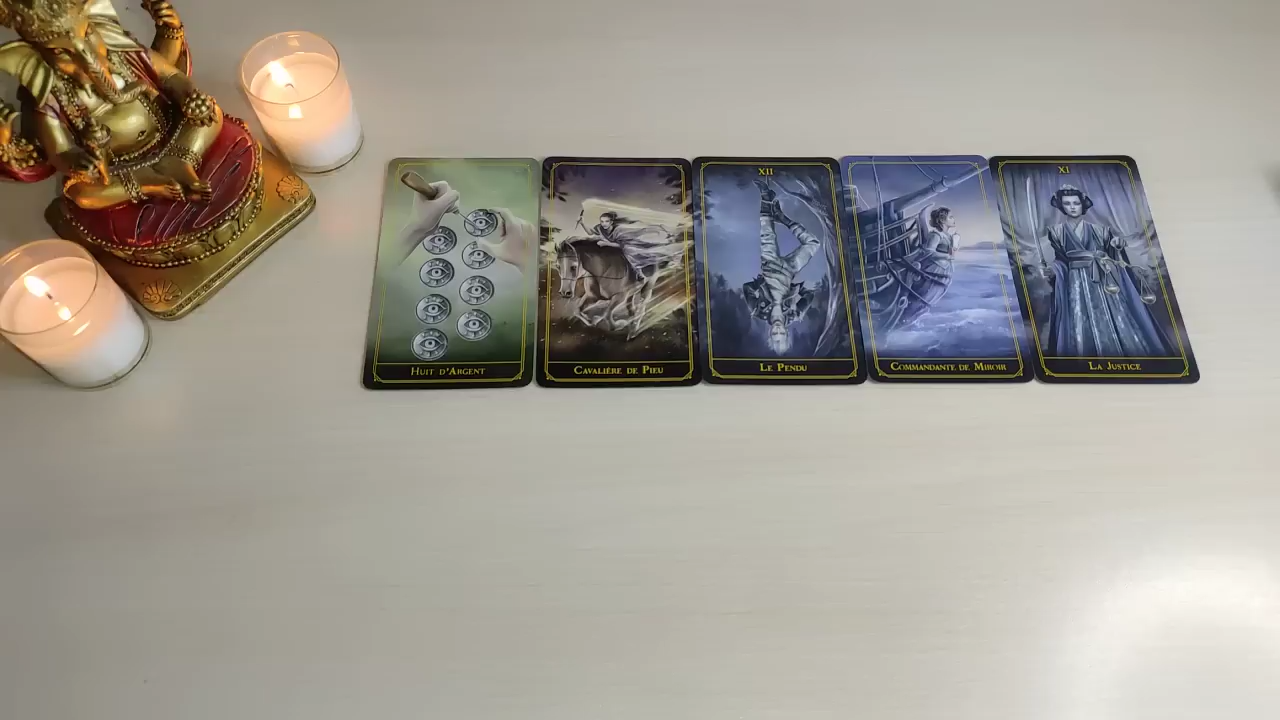 HUIT D'ARGENT
CAVALIÈRE DE PIEU
XII
LE PENDU
COMMANDANTE DE MIROIR
XI
LA JUSTICE